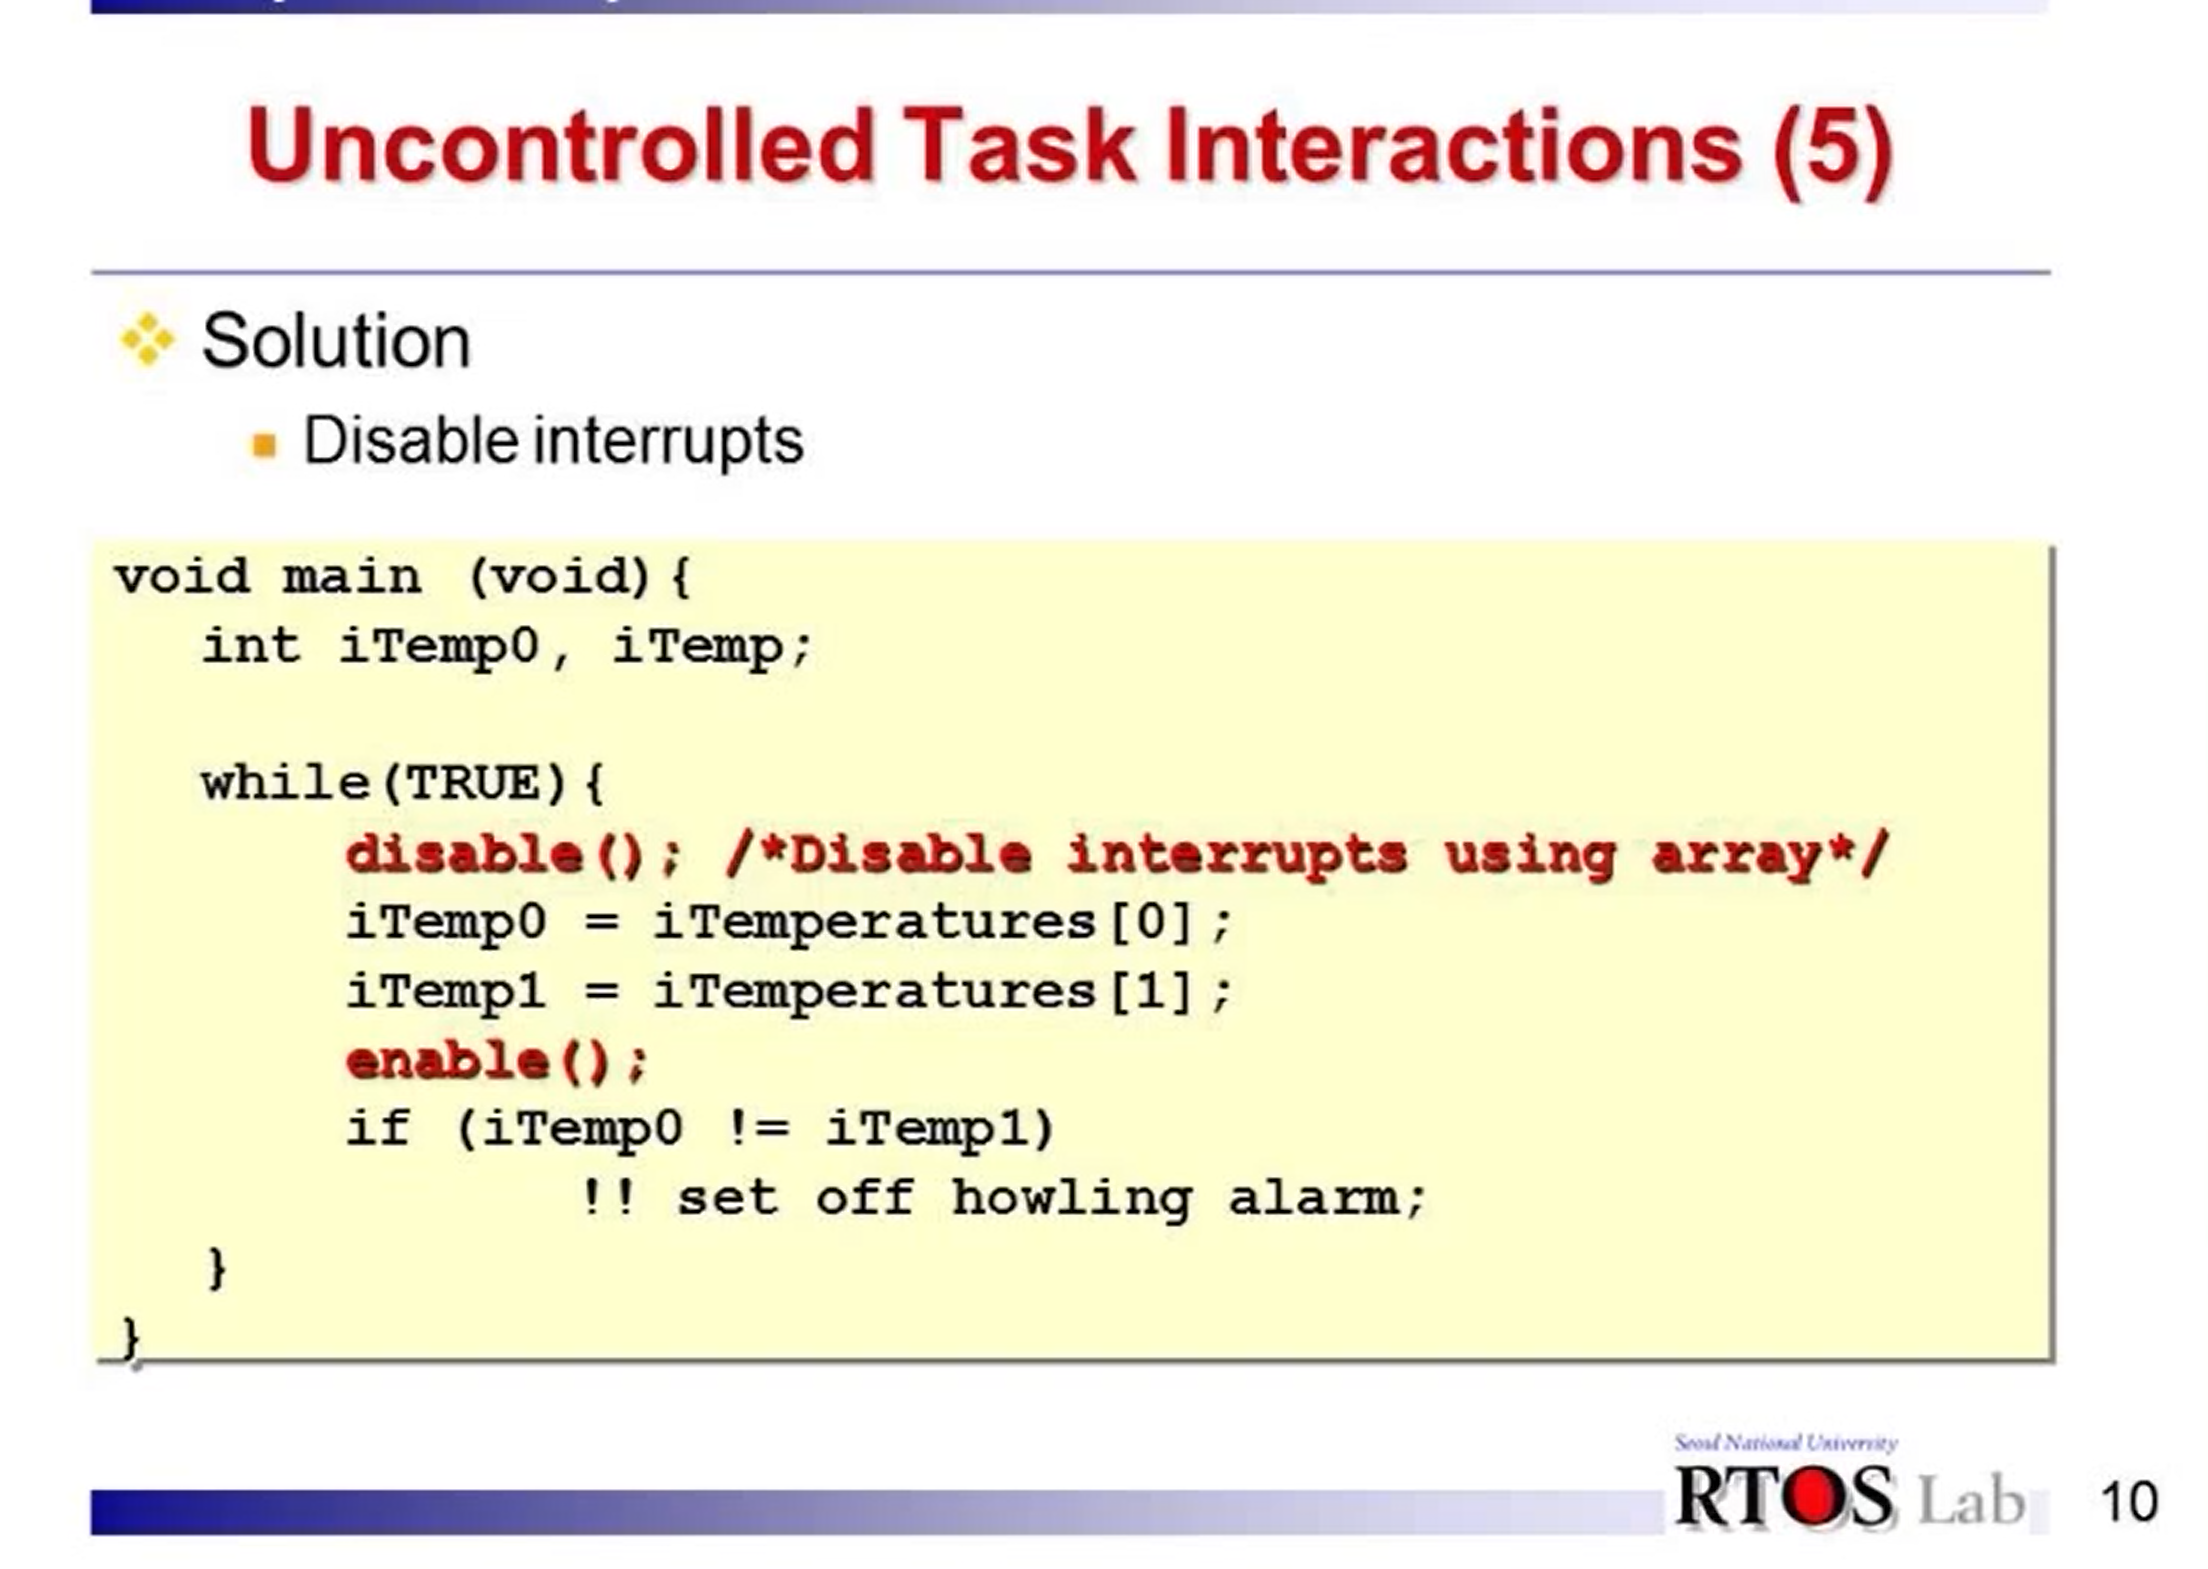 Uncontrolled Task Interactions (5)
Solution
Disable interrupts
void main (void){
int iTemp0, iTemp;
while(TRUE){
disable(); /*Disable interrupts using array*/
iTemp0 = iTemperatures[0];
iTemp1 = iTemperatures[1];
enable();
if (iTemp0 != iTemp1)
!! set off howling alarm;
}
}
Seoul National University
RTOS Lab
10